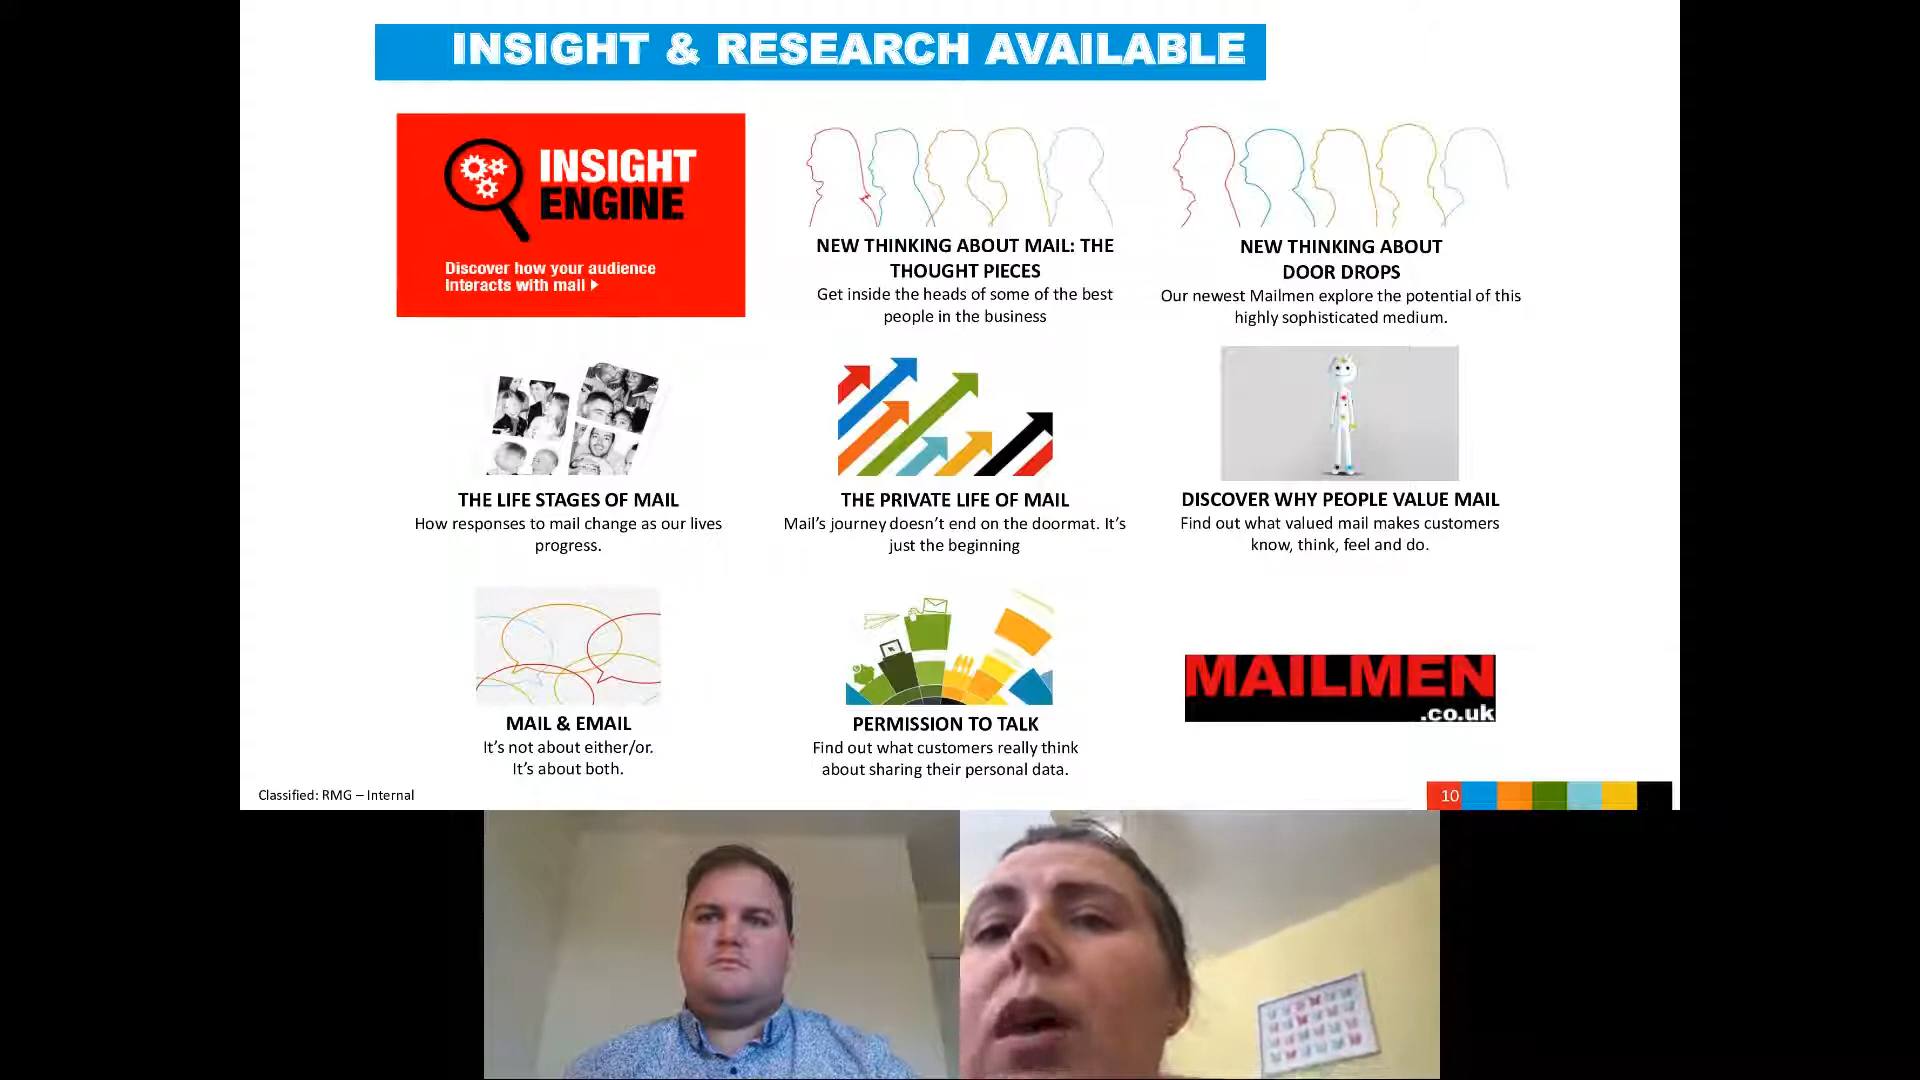 INSIGHT & RESEARCH AVAILABLE
INSIGHT
ENGINE
Discover how your audience
interacts with mail
NEW THINKING ABOUT MAIL: THE
THOUGHT PIECES
Get inside the heads of some of the best
people in the business
NEW THINKING ABOUT
DOOR DROPS
Our newest Mailmen explore the potential of this
highly sophisticated medium.
THE LIFE STAGES OF MAIL
How responses to mail change as our lives
progress.
THE PRIVATE LIFE OF MAIL
Mail’s journey doesn’t end on the doormat. It’s
just the beginning
DISCOVER WHY PEOPLE VALUE MAIL
Find out what valued mail makes customers
know, think, feel and do.
MAIL & EMAIL
It’s not about either/or.
It’s about both.
PERMISSION TO TALK
Find out what customers really think
about sharing their personal data.
MAILMEN
.co.uk
Classified: RMG – Internal
10